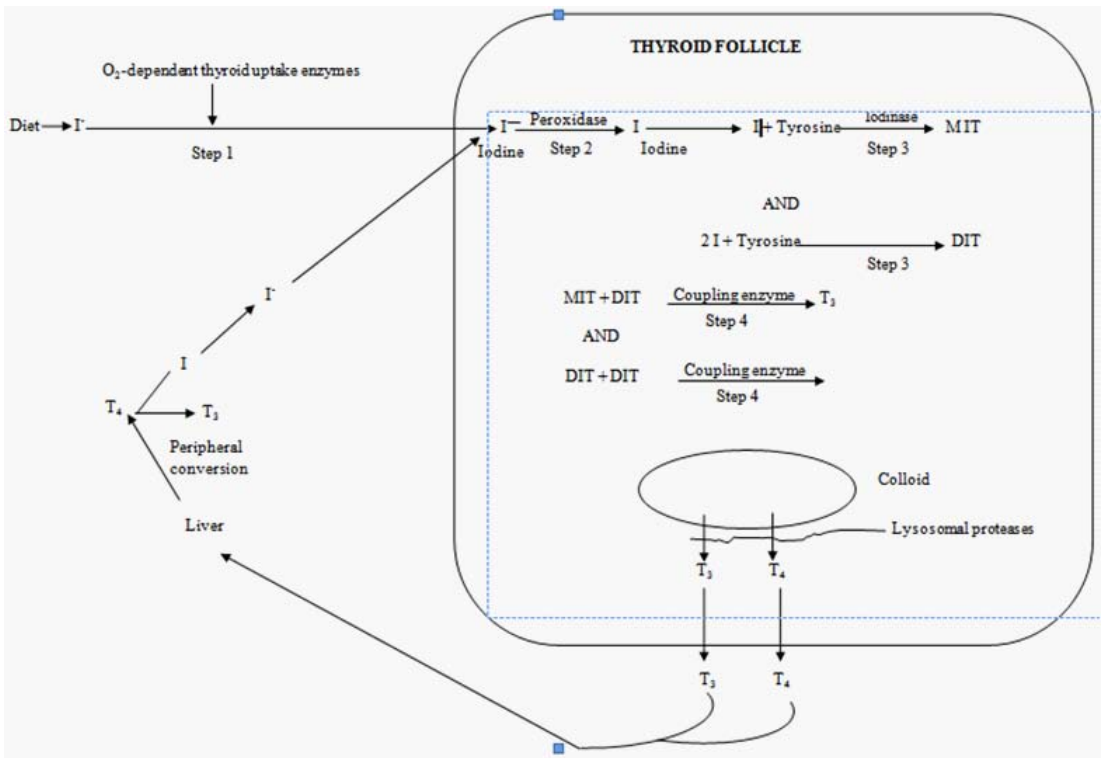 THYROID FOLLICLE
O₂-dependent thyroid uptake enzymes
Diet I⁻ I— Peroxidase I I + Tyrosine Iodinase MIT
Step 1 Iodine Step 2 Iodine Step 3
AND
2 I + Tyrosine DIT
Step 3
MIT + DIT Coupling enzyme T₃
Step 4
AND
DIT + DIT Coupling enzyme
Step 4
I⁻
I
T₄ T₃
Peripheral
conversion
Liver
Colloid
Lysosomal proteases
T₃ T₄
T₃ T₄